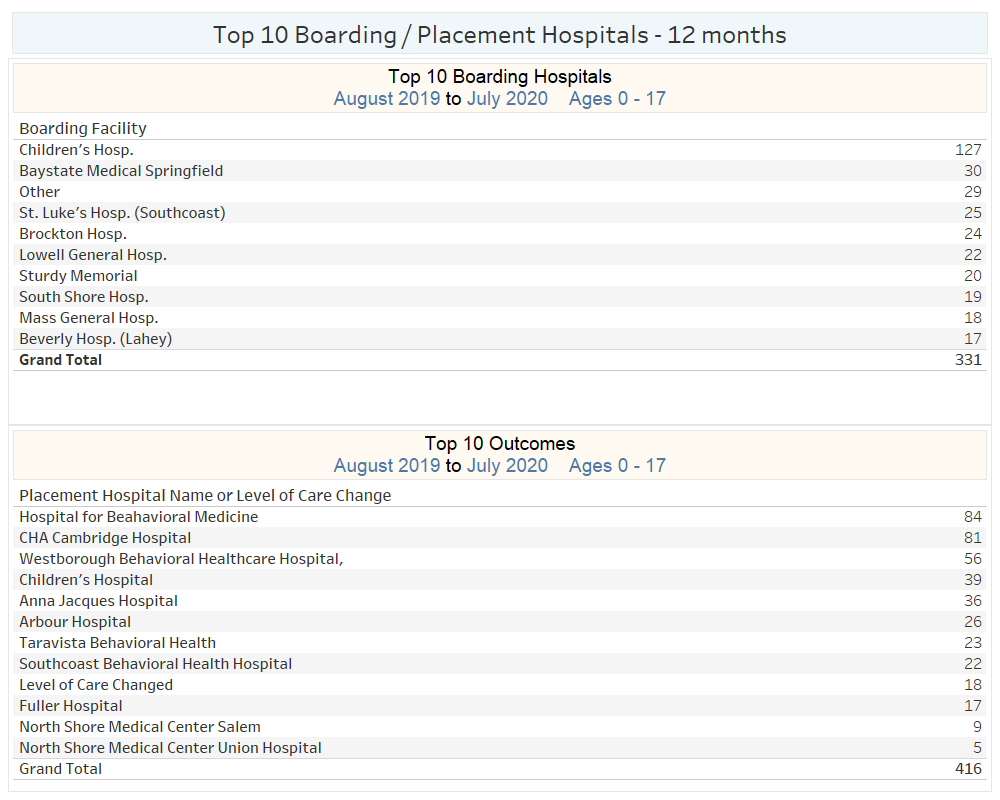 Top 10 Boarding / Placement Hospitals - 12 months
Top 10 Boarding Hospitals
August 2019 to July 2020 Ages 0 - 17
Boarding Facility
Children's Hosp. 127
Baystate Medical Springfield 30
Other 29
St. Luke's Hosp. (Southcoast) 25
Brockton Hosp. 24
Lowell General Hosp. 22
Sturdy Memorial 20
South Shore Hosp. 19
Mass General Hosp. 18
Beverly Hosp. (Lahey) 17
Grand Total 331
Top 10 Outcomes
August 2019 to July 2020 Ages 0 - 17
Placement Hospital Name or Level of Care Change
Hospital for Beahavioral Medicine 84
CHA Cambridge Hospital 81
Westborough Behavioral Healthcare Hospital, 56
Children's Hospital 39
Anna Jacques Hospital 36
Arbour Hospital 26
Taravista Behavioral Health 23
Southcoast Behavioral Health Hospital 22
Level of Care Changed 18
Fuller Hospital 17
North Shore Medical Center Salem 9
North Shore Medical Center Union Hospital 5
Grand Total 416